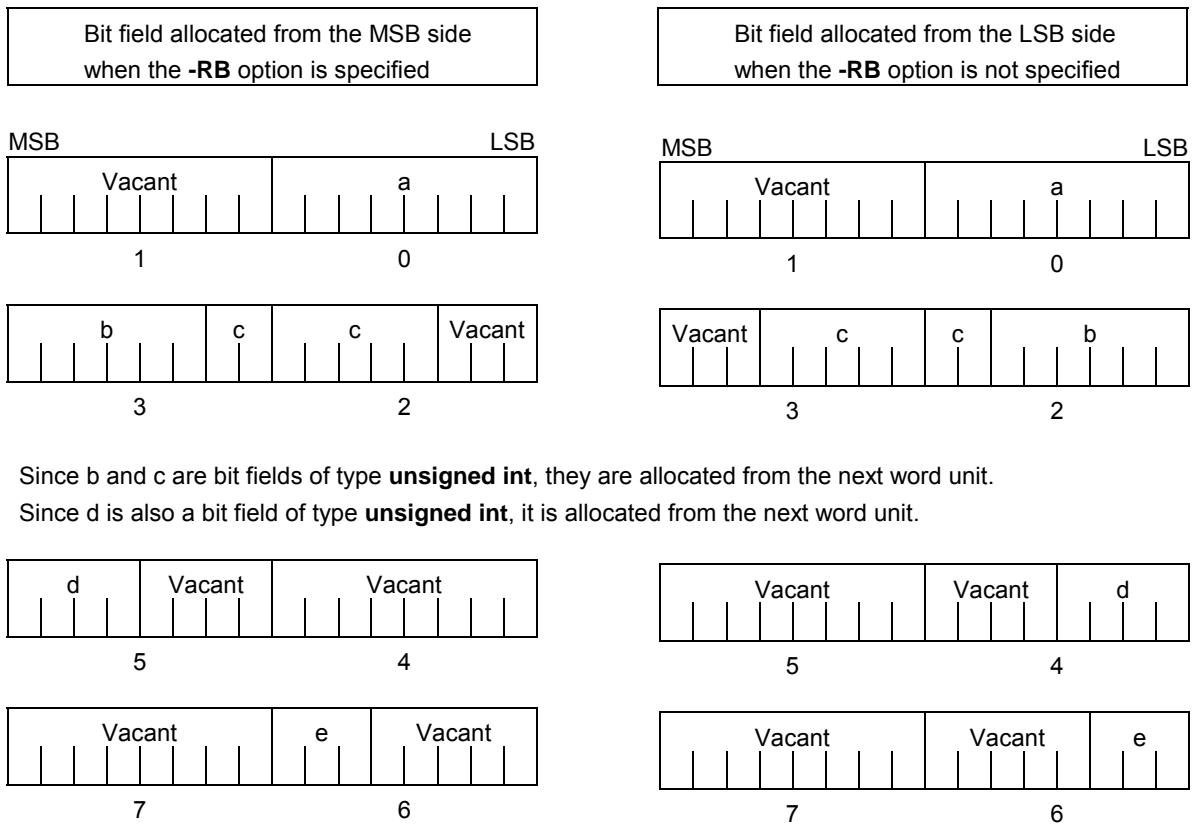 Bit field allocated from the MSB side
when the -RB option is specified
Bit field allocated from the LSB side
when the -RB option is not specified
MSB LSB
Vacant a
1 0
MSB LSB
Vacant a
1 0
b c c Vacant
3 2
Vacant c c b
3 2
Since b and c are bit fields of type unsigned int, they are allocated from the next word unit.
Since d is also a bit field of type unsigned int, it is allocated from the next word unit.
d Vacant Vacant
5 4
Vacant Vacant d
5 4
Vacant e Vacant
7 6
Vacant Vacant e
7 6